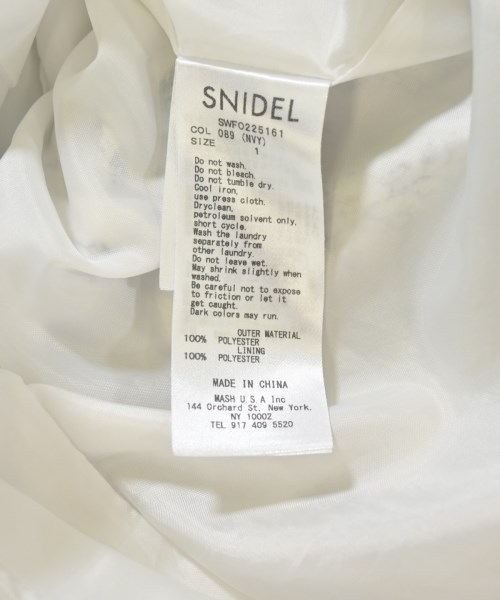 SNIDEL
SWFO225161
COL 089 (NVY)
SIZE 1
Do not wash.
Do not bleach.
Do not tumble dry.
Cool iron,
use press cloth.
Dryclean,
petroleum solvent only,
short cycle.
Wash the laundry
separately from
other laundry.
Do not leave wet.
May shrink slightly when
washed.
Be careful not to expose
to friction or let it
get caught.
Dark colors may run.
OUTER MATERIAL
100% POLYESTER
LINING
100% POLYESTER
MADE IN CHINA
MASH U.S.A Inc
144 Orchard St. New York.
NY 10002
TEL 917 409 5520